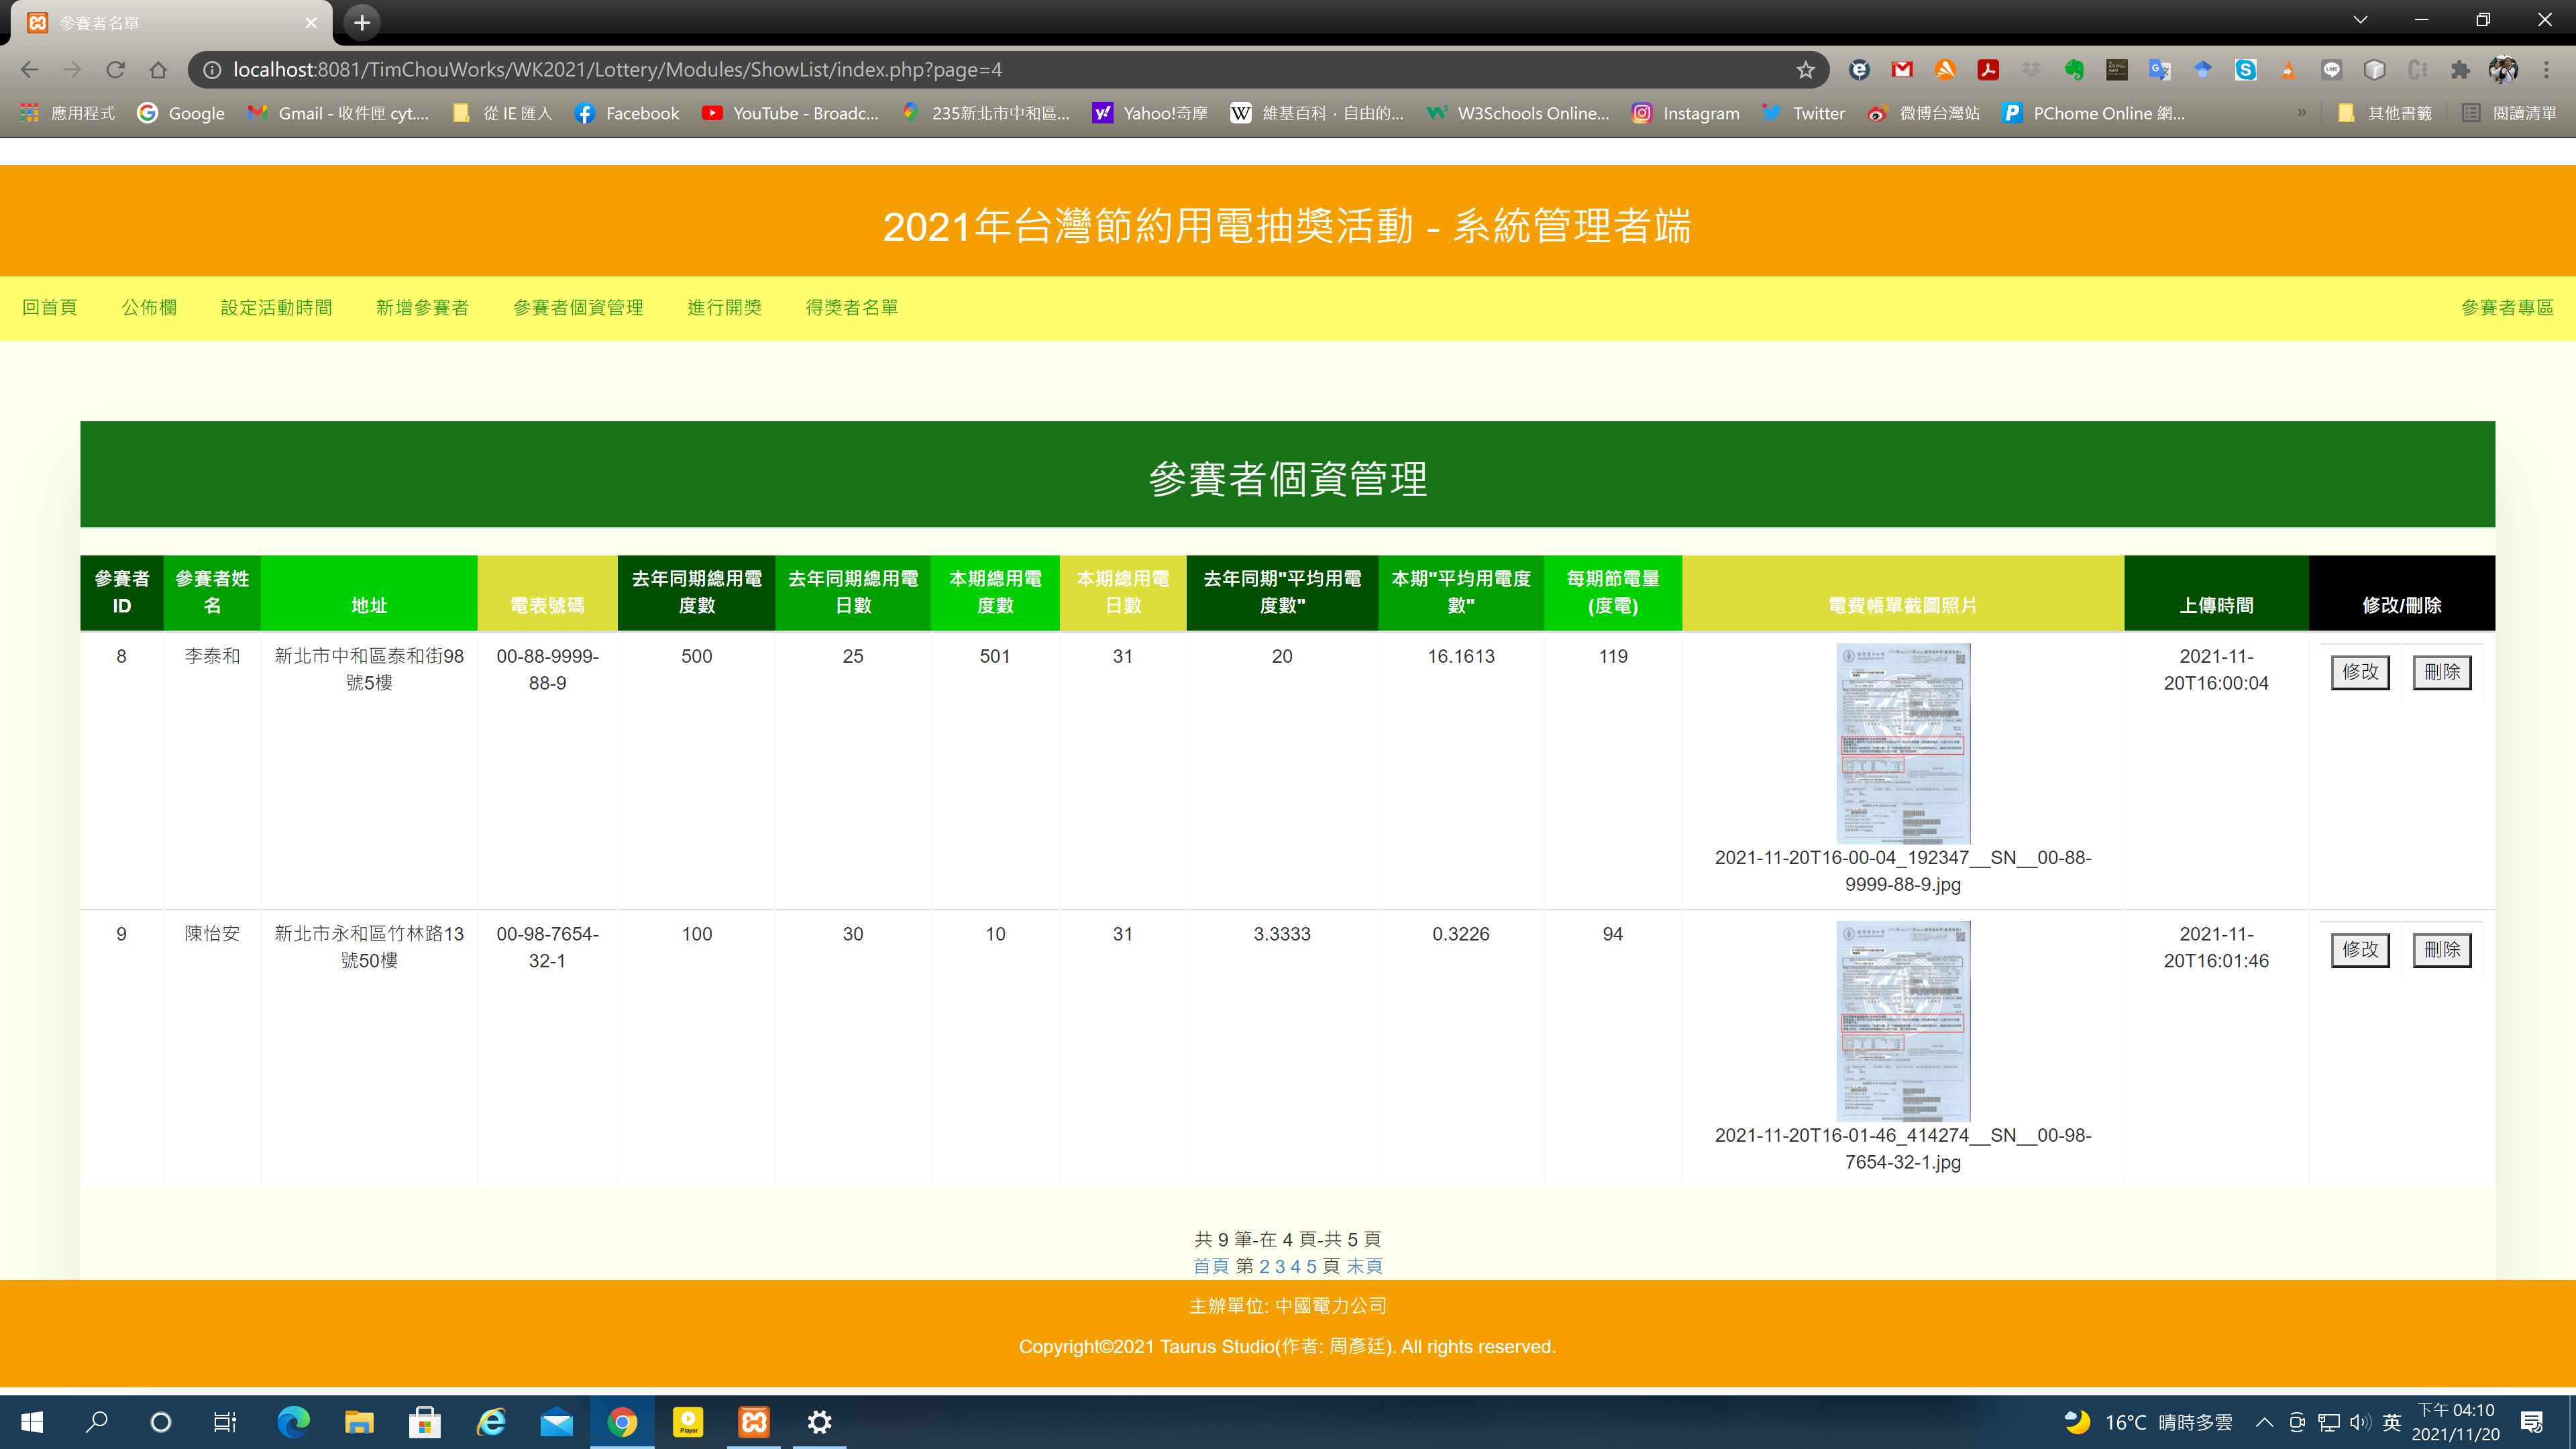 參賽者名單
localhost:8081/TimChouWorks/WK2021/Lottery/Modules/ShowList/index.php?page=4
應用程式 Google Gmail - 收件匣 cyt.... 從 IE 匯入 Facebook YouTube - Broadc... 235新北市中和區... Yahoo!奇摩 維基百科，自由的... W3Schools Online... Instagram Twitter 微博台灣站 PChome Online 網... » 其他書籤 閱讀清單
2021年台灣節約用電抽獎活動 - 系統管理者端
回首頁 公佈欄 設定活動時間 新增參賽者 參賽者個資管理 進行開獎 得獎者名單 參賽者專區
參賽者個資管理
參賽者 參賽者姓 去年同期總用電 去年同期總用電 本期總用電 本期總用電 去年同期"平均用電 本期"平均用電度 每期節電量
ID 名 地址 電表號碼 度數 日數 度數 日數 度數" 數" (度電) 電費帳單截圖照片 上傳時間 修改/刪除
8 李泰和 新北市中和區泰和街98 00-88-9999- 500 25 501 31 20 16.1613 119 2021-11- 修改 刪除
號5樓 88-9 20T16:00:04
2021-11-20T16-00-04_192347__SN__00-88-
9999-88-9.jpg
9 陳怡安 新北市永和區竹林路13 00-98-7654- 100 30 10 31 3.3333 0.3226 94 2021-11- 修改 刪除
號50樓 32-1 20T16:01:46
2021-11-20T16-01-46_414274__SN__00-98-
7654-32-1.jpg
共 9 筆-在 4 頁-共 5 頁
首頁 第 2 3 4 5 頁 末頁
主辦單位: 中國電力公司
Copyright©2021 Taurus Studio(作者: 周彥廷). All rights reserved.
16°C 晴時多雲 英 下午 04:10
2021/11/20